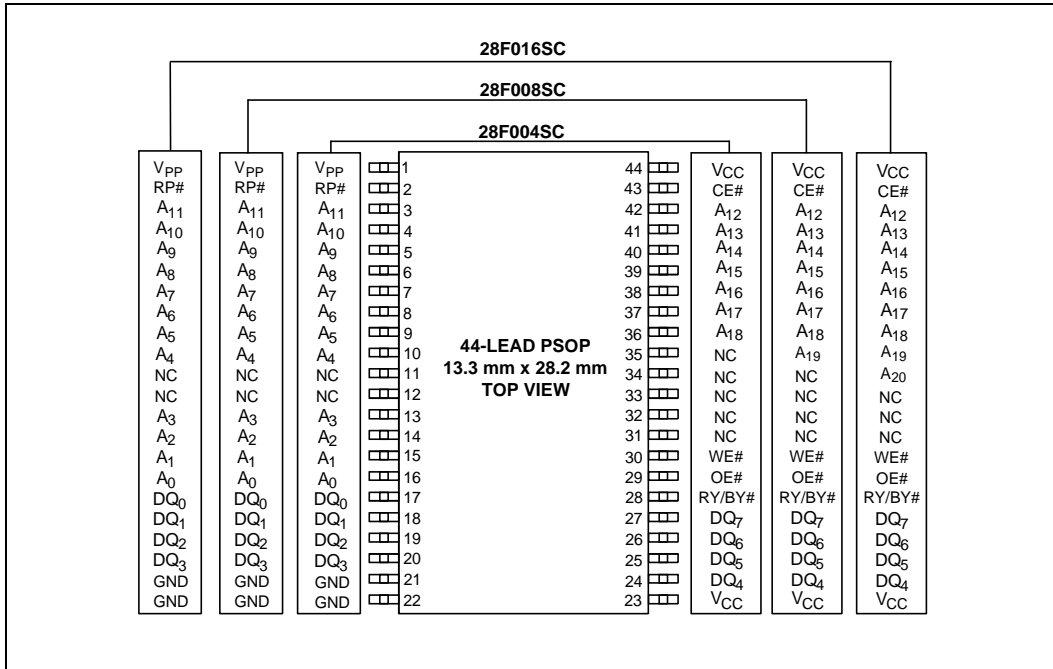 28F016SC
28F008SC
28F004SC
VPP VPP VPP 1 44 VCC VCC VCC
RP# RP# RP# 2 43 CE# CE# CE#
A11 A11 A11 3 42 A12 A12 A12
A10 A10 A10 4 41 A13 A13 A13
A9 A9 A9 5 40 A14 A14 A14
A8 A8 A8 6 39 A15 A15 A15
A7 A7 A7 7 38 A16 A16 A16
A6 A6 A6 8 37 A17 A17 A17
A5 A5 A5 9 36 A18 A18 A18
A4 A4 A4 10 35 NC A19 A19
NC NC NC 11 34 NC NC A20
NC NC NC 12 33 NC NC NC
A3 A3 A3 13 32 NC NC NC
A2 A2 A2 14 31 NC NC NC
A1 A1 A1 15 30 WE# WE# WE#
A0 A0 A0 16 29 OE# OE# OE#
DQ0 DQ0 DQ0 17 28 RY/BY# RY/BY# RY/BY#
DQ1 DQ1 DQ1 18 27 DQ7 DQ7 DQ7
DQ2 DQ2 DQ2 19 26 DQ6 DQ6 DQ6
DQ3 DQ3 DQ3 20 25 DQ5 DQ5 DQ5
GND GND GND 21 24 DQ4 DQ4 DQ4
GND GND GND 22 23 VCC VCC VCC
44-LEAD PSOP
13.3 mm x 28.2 mm
TOP VIEW